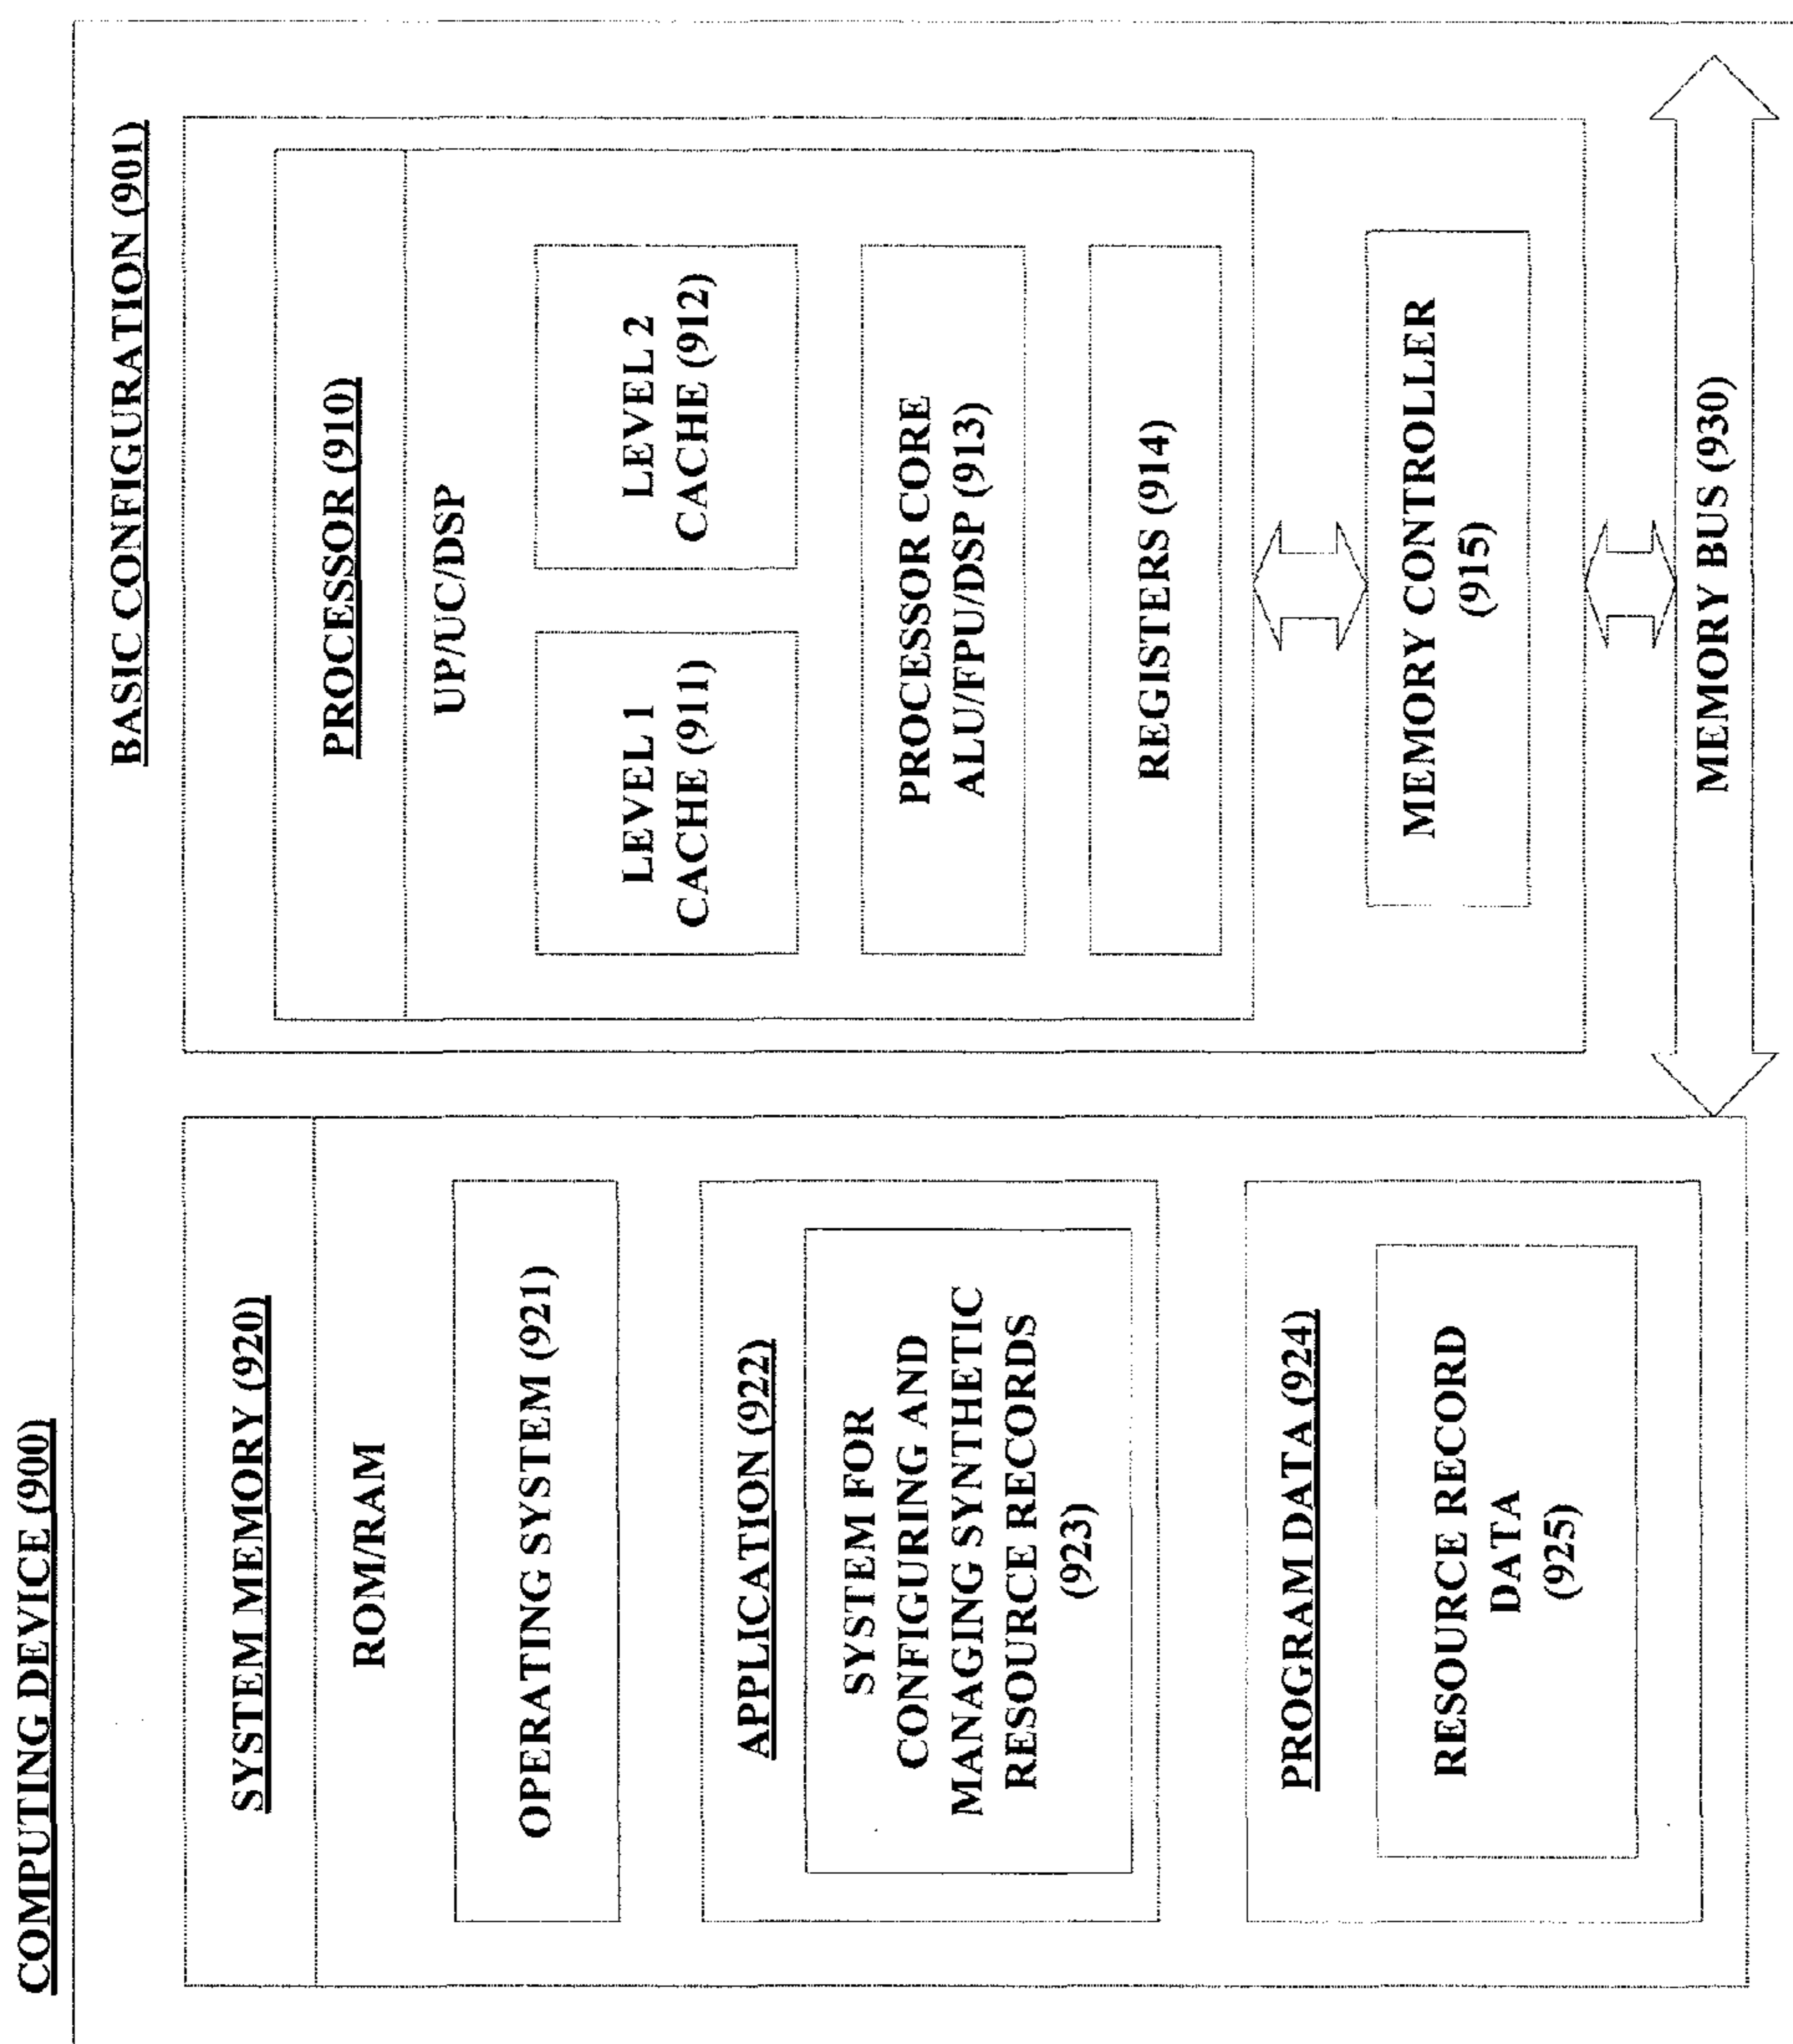 COMPUTING DEVICE (900)
SYSTEM MEMORY (920)
ROM/RAM
OPERATING SYSTEM (921)
APPLICATION (922)
SYSTEM FOR
CONFIGURING AND
MANAGING SYNTHETIC
RESOURCE RECORDS
(923)
PROGRAM DATA (924)
RESOURCE RECORD
DATA
(925)
BASIC CONFIGURATION (901)
PROCESSOR (910)
UP/UC/DSP
LEVEL 1
CACHE (911)
LEVEL 2
CACHE (912)
PROCESSOR CORE
ALU/FPU/DSP (913)
REGISTERS (914)
MEMORY CONTROLLER
(915)
MEMORY BUS (930)